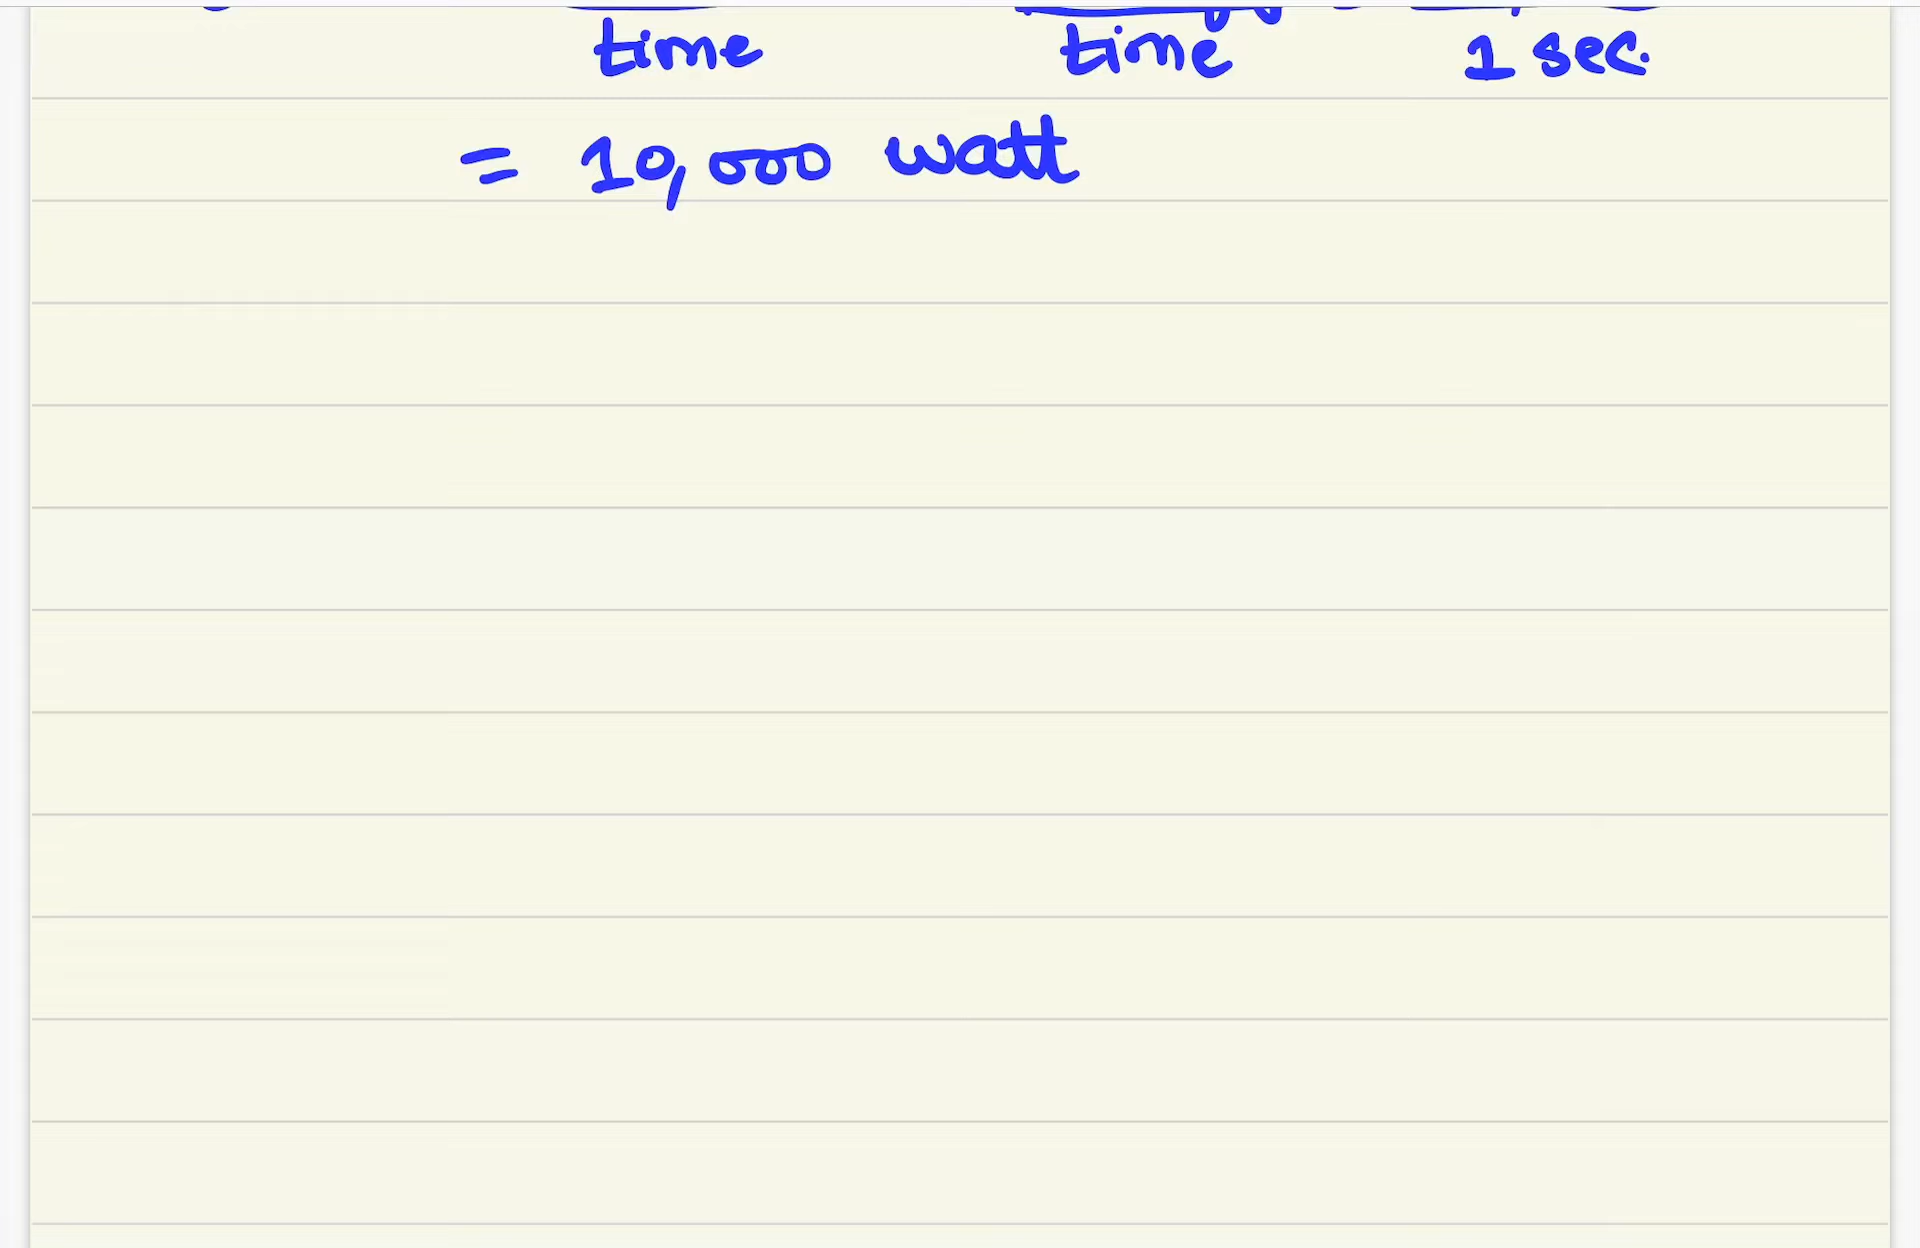 time time 1 sec.
= 10,000 watt